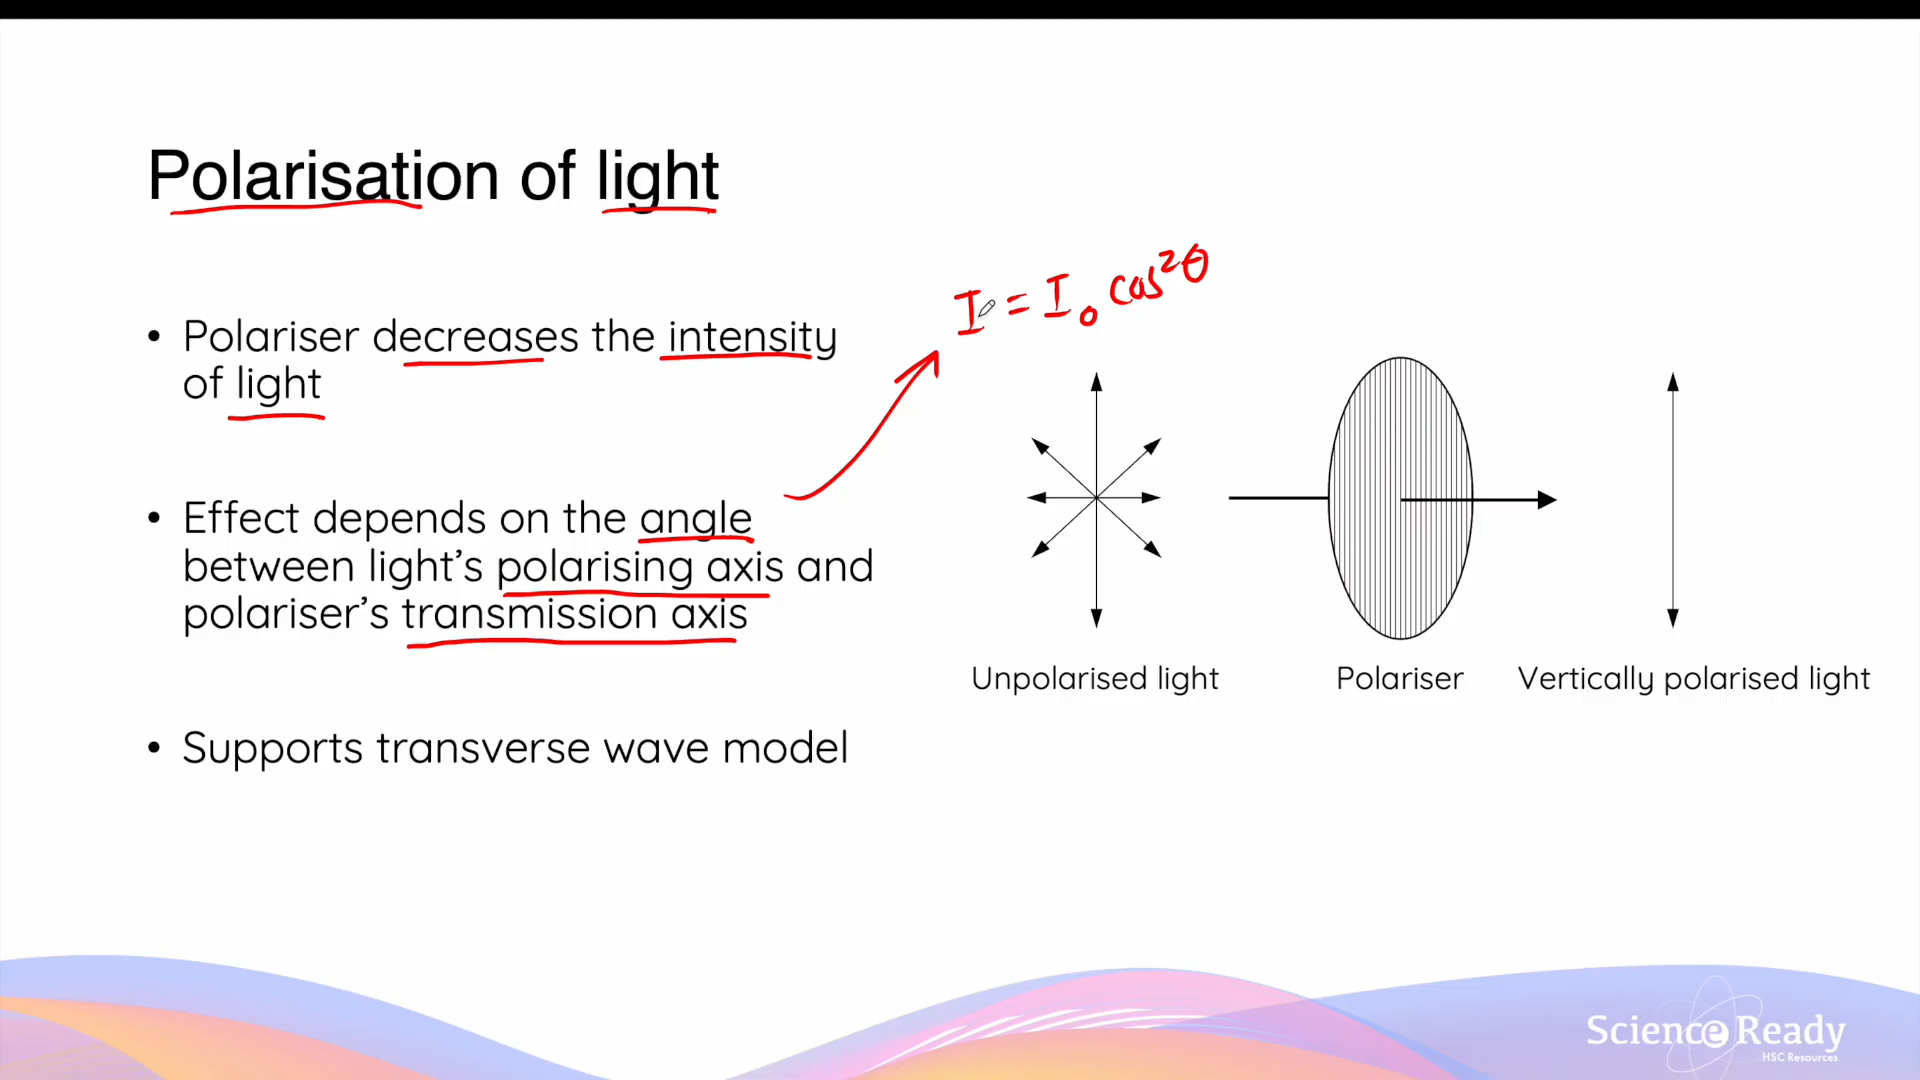 Polarisation of light
• Polariser decreases the intensity
of light
• Effect depends on the angle
between light's polarising axis and
polariser's transmission axis
• Supports transverse wave model
I = I₀ cos²θ
Unpolarised light
Polariser
Vertically polarised light
Science Ready
HSC Resources